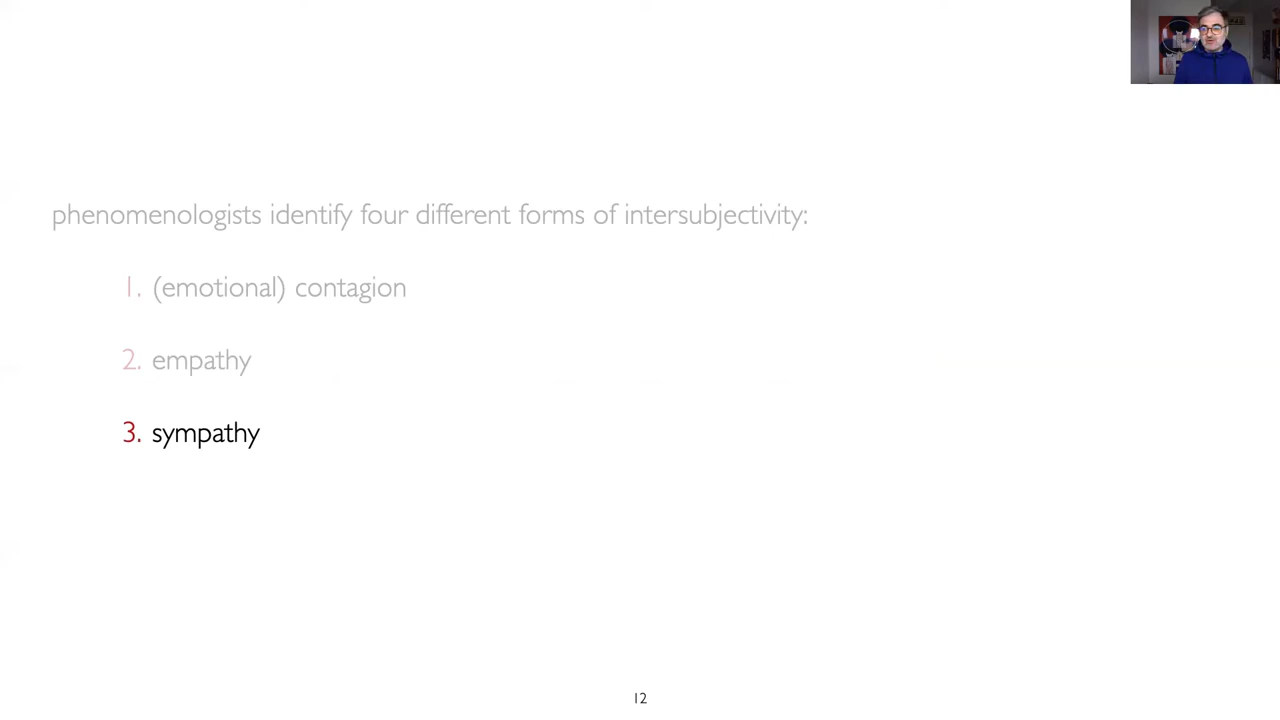 phenomenologists identify four different forms of intersubjectivity:
1. (emotional) contagion
2. empathy
3. sympathy
12